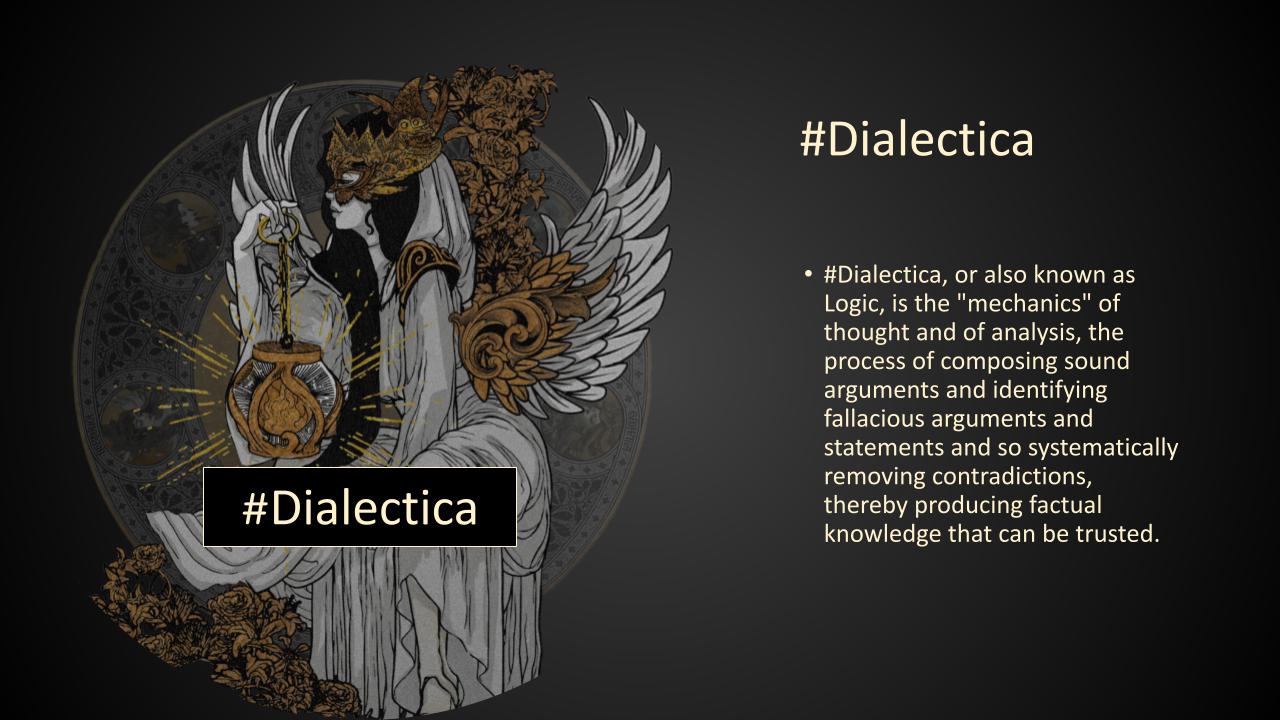 #Dialectica
#Dialectica
• #Dialectica, or also known as
Logic, is the "mechanics" of
thought and of analysis, the
process of composing sound
arguments and identifying
fallacious arguments and
statements and so systematically
removing contradictions,
thereby producing factual
knowledge that can be trusted.